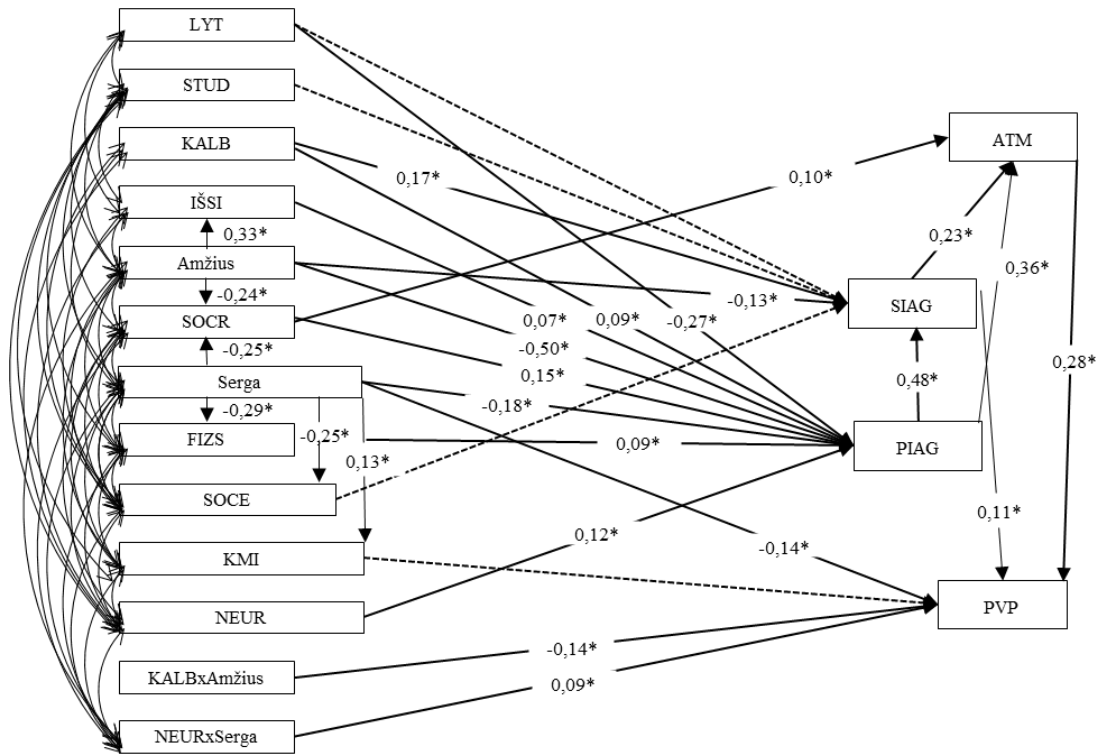 LYT
STUD
KALB
ATM
0,17*
0,10*
IŠSI
0,33*
0,23*
0,36*
Amžius
-0,24*
-0,13*
SIAG
SOCR
0,07*
0,09*
-0,27*
-0,25*
-0,50*
0,28*
Serga
0,15*
0,48*
-0,29*
-0,18*
FIZS
-0,25*
0,09*
PIAG
0,13*
SOCE
0,11*
0,12*
KMI
-0,14*
NEUR
PVP
KALBxAmžius
-0,14*
0,09*
NEURxSerga